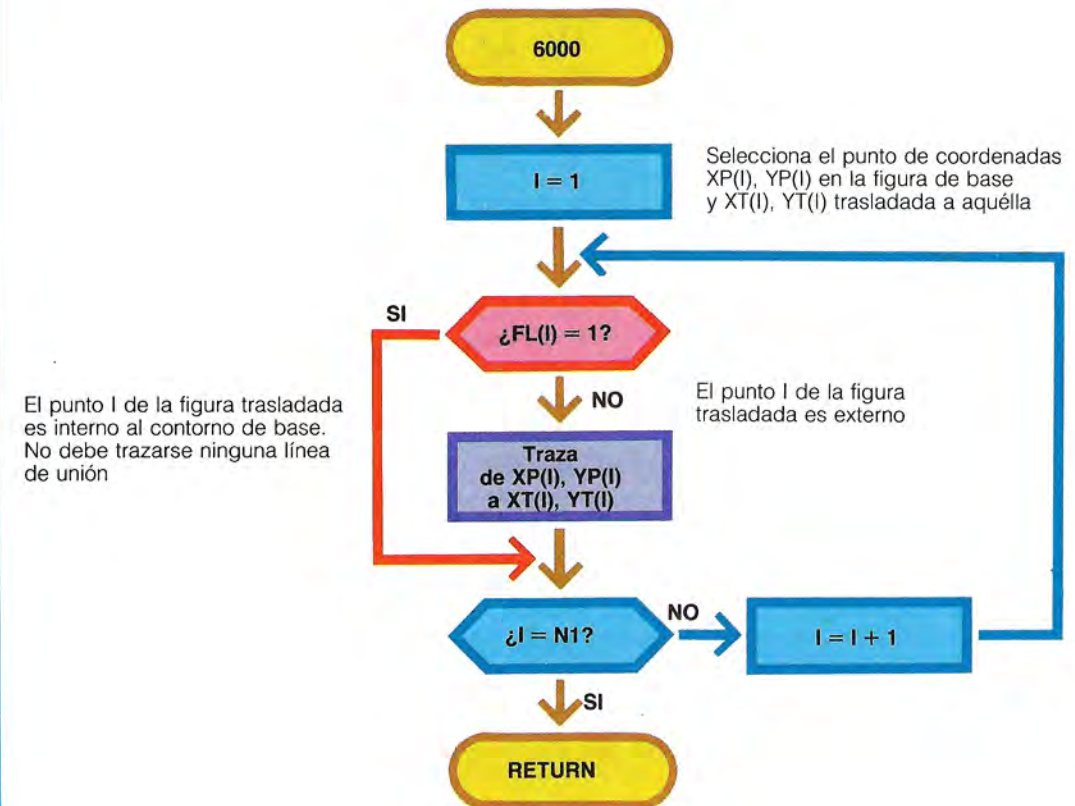 6000
I = 1
Selecciona el punto de coordenadas
XP(I), YP(I) en la figura de base
y XT(I), YT(I) trasladada a aquélla
SI
¿FL(I) = 1?
NO
El punto I de la figura
trasladada es externo
El punto I de la figura trasladada
es interno al contorno de base.
No debe trazarse ninguna línea
de unión
Traza
de XP(I), YP(I)
a XT(I), YT(I)
¿I = N1?
NO
I = I + 1
SI
RETURN